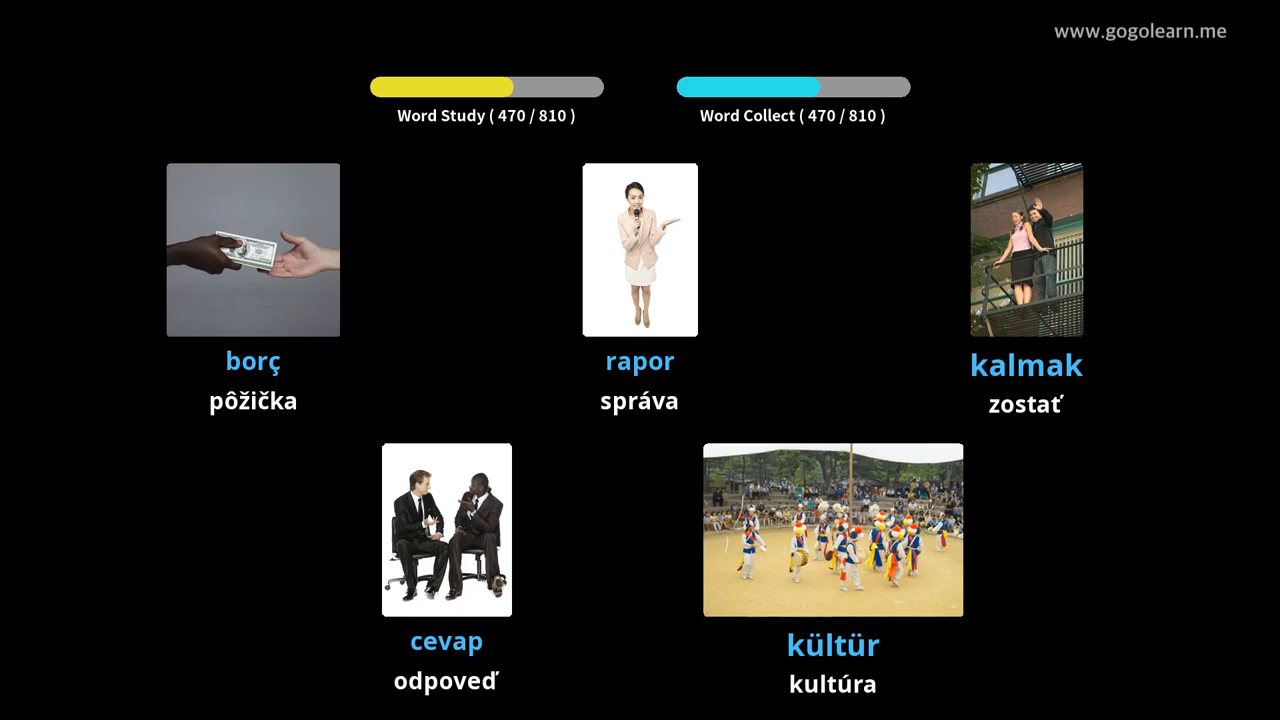 www.gogolearn.me
Word Study ( 470 / 810 )
Word Collect ( 470 / 810 )
borç
pôžička
rapor
správa
kalmak
zostať
cevap
odpoveď
kültür
kultúra